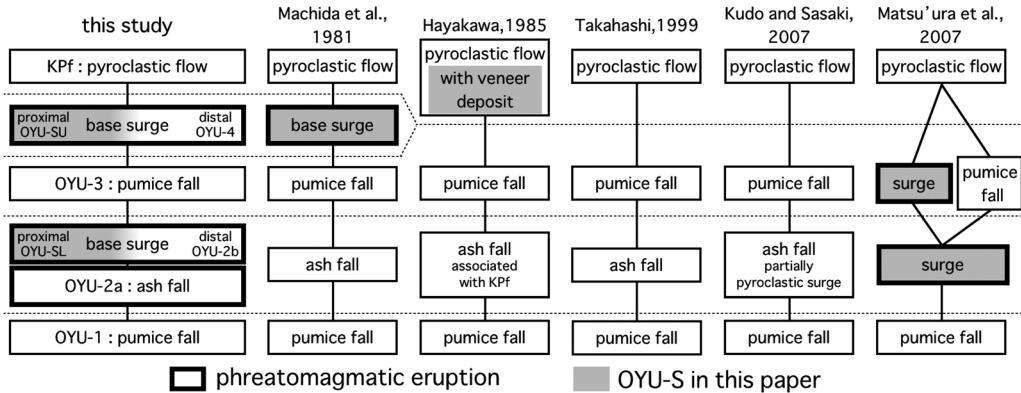 this study
KPf : pyroclastic flow
proximal
OYU-SU
base surge
distal
OYU-4
OYU-3 : pumice fall
proximal
OYU-SL
base surge
distal
OYU-2b
OYU-2a : ash fall
OYU-1 : pumice fall
Machida et al.,
1981
pyroclastic flow
base surge
pumice fall
ash fall
pumice fall
Hayakawa,1985
pyroclastic flow
with veneer
deposit
pumice fall
ash fall
associated
with KPf
pumice fall
Takahashi,1999
pyroclastic flow
pumice fall
ash fall
pumice fall
Kudo and Sasaki,
2007
pyroclastic flow
pumice fall
ash fall
partially
pyroclastic surge
pumice fall
Matsu'ura et al.,
2007
pyroclastic flow
surge
pumice
fall
surge
pumice fall
phreatomagmatic eruption
OYU-S in this paper